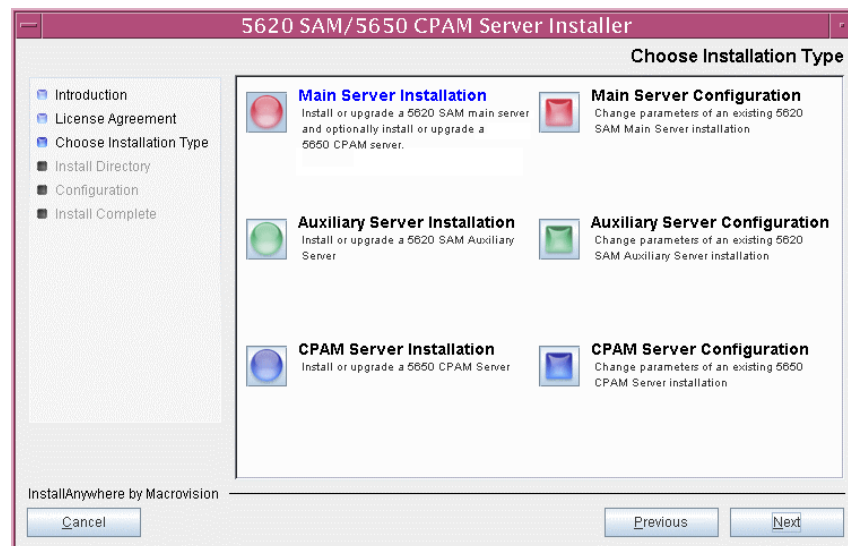 5620 SAM/5650 CPAM Server Installer
Choose Installation Type
Introduction
License Agreement
Choose Installation Type
Install Directory
Configuration
Install Complete
Main Server Installation
Install or upgrade a 5620 SAM main server
and optionally install or upgrade a
5650 CPAM server.
Main Server Configuration
Change parameters of an existing 5620
SAM Main Server installation
Auxiliary Server Installation
Install or upgrade a 5620 SAM Auxiliary
Server
Auxiliary Server Configuration
Change parameters of an existing 5620
SAM Auxiliary Server installation
CPAM Server Installation
Install or upgrade a 5650 CPAM Server
CPAM Server Configuration
Change parameters of an existing 5650
CPAM Server installation
InstallAnywhere by Macrovision
Cancel
Previous
Next